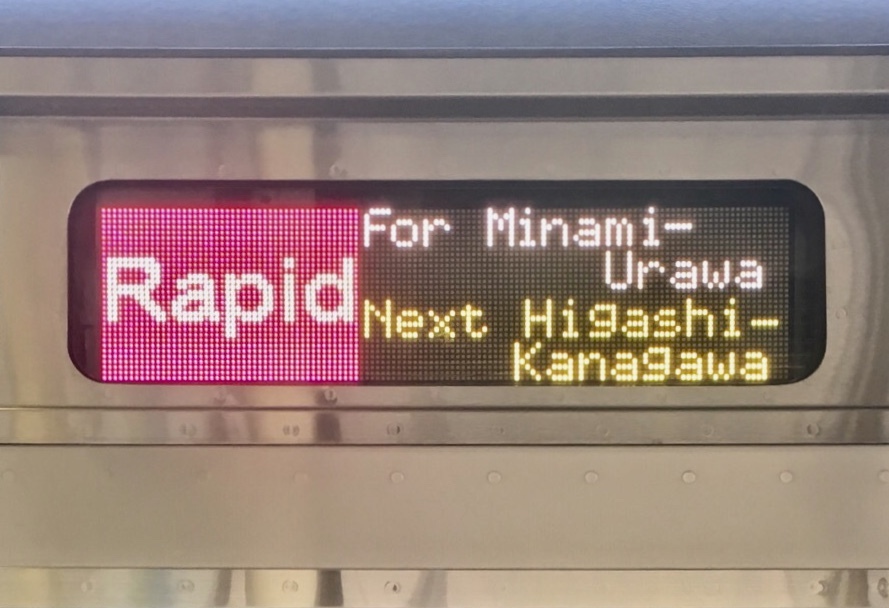 Rapid
For Minami-
Urawa
Next Higashi-
Kanagawa